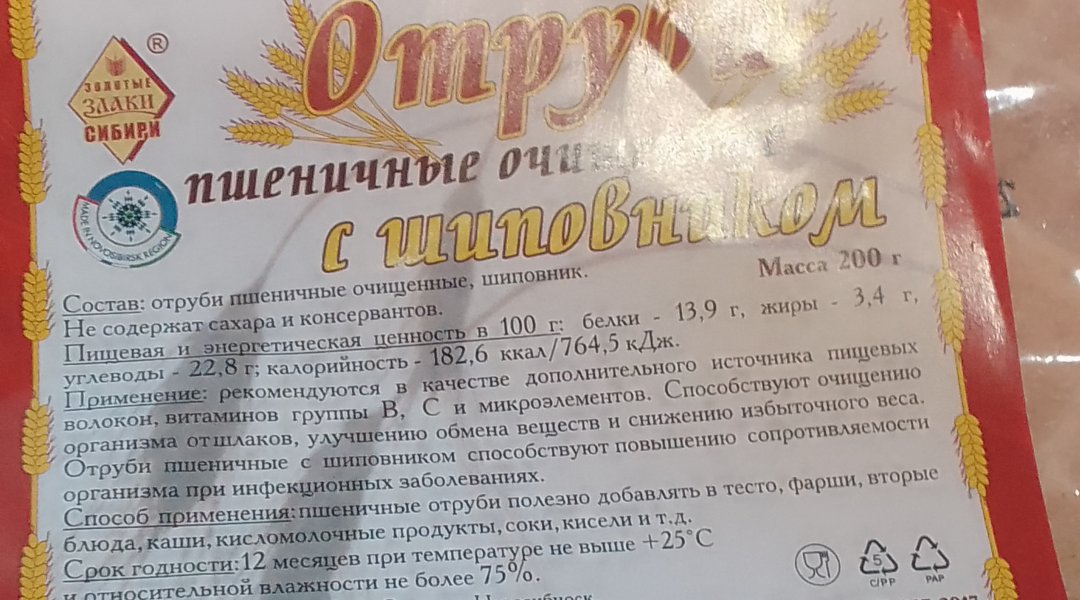 ЗОЛОТЫЕ
ЗЛАКИ
СИБИРИ
®
MADE IN NOVOSIBIRSK REGION
пшеничные
с шиповником
Масса 200 г
Состав: отруби пшеничные очищенные, шиповник.
Не содержат сахара и консервантов.
Пищевая и энергетическая ценность в 100 г: белки - 13,9 г, жиры - 3,4 г,
углеводы - 22,8 г; калорийность - 182,6 ккал/764,5 кДж.
Применение: рекомендуются в качестве дополнительного источника пищевых
волокон, витаминов группы В, С и микроэлементов. Способствуют очищению
организма от шлаков, улучшению обмена веществ и снижению избыточного веса.
Отруби пшеничные с шиповником способствуют повышению сопротивляемости
организма при инфекционных заболеваниях.
Способ применения: пшеничные отруби полезно добавлять в тесто, фарши, вторые
блюда, каши, кисломолочные продукты, соки, кисели и т.д.
Срок годности: 12 месяцев при температуре не выше +25°С
и относительной влажности не более 75%.
5
C/PP
PAP